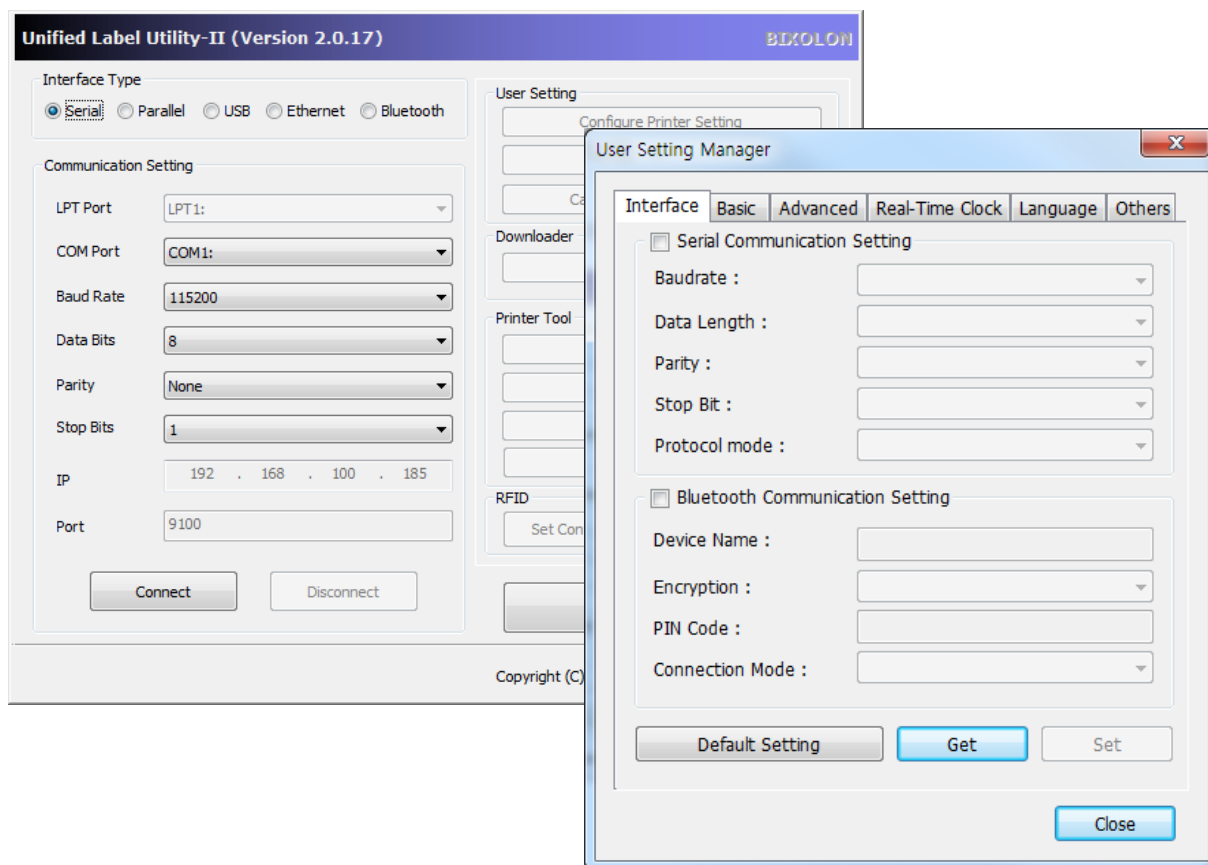 Unified Label Utility-II (Version 2.0.17) BIXOLON
Interface Type
Serial Parallel USB Ethernet Bluetooth
Communication Setting
LPT Port LPT1:
COM Port COM1:
Baud Rate 115200
Data Bits 8
Parity None
Stop Bits 1
IP 192 . 168 . 100 . 185
Port 9100
Connect Disconnect
User Setting
Configure Printer Setting
Downloader
Printer Tool
RFID
Copyright (C)
User Setting Manager
Interface Basic Advanced Real-Time Clock Language Others
Serial Communication Setting
Baudrate :
Data Length :
Parity :
Stop Bit :
Protocol mode :
Bluetooth Communication Setting
Device Name :
Encryption :
PIN Code :
Connection Mode :
Default Setting Get Set
Close